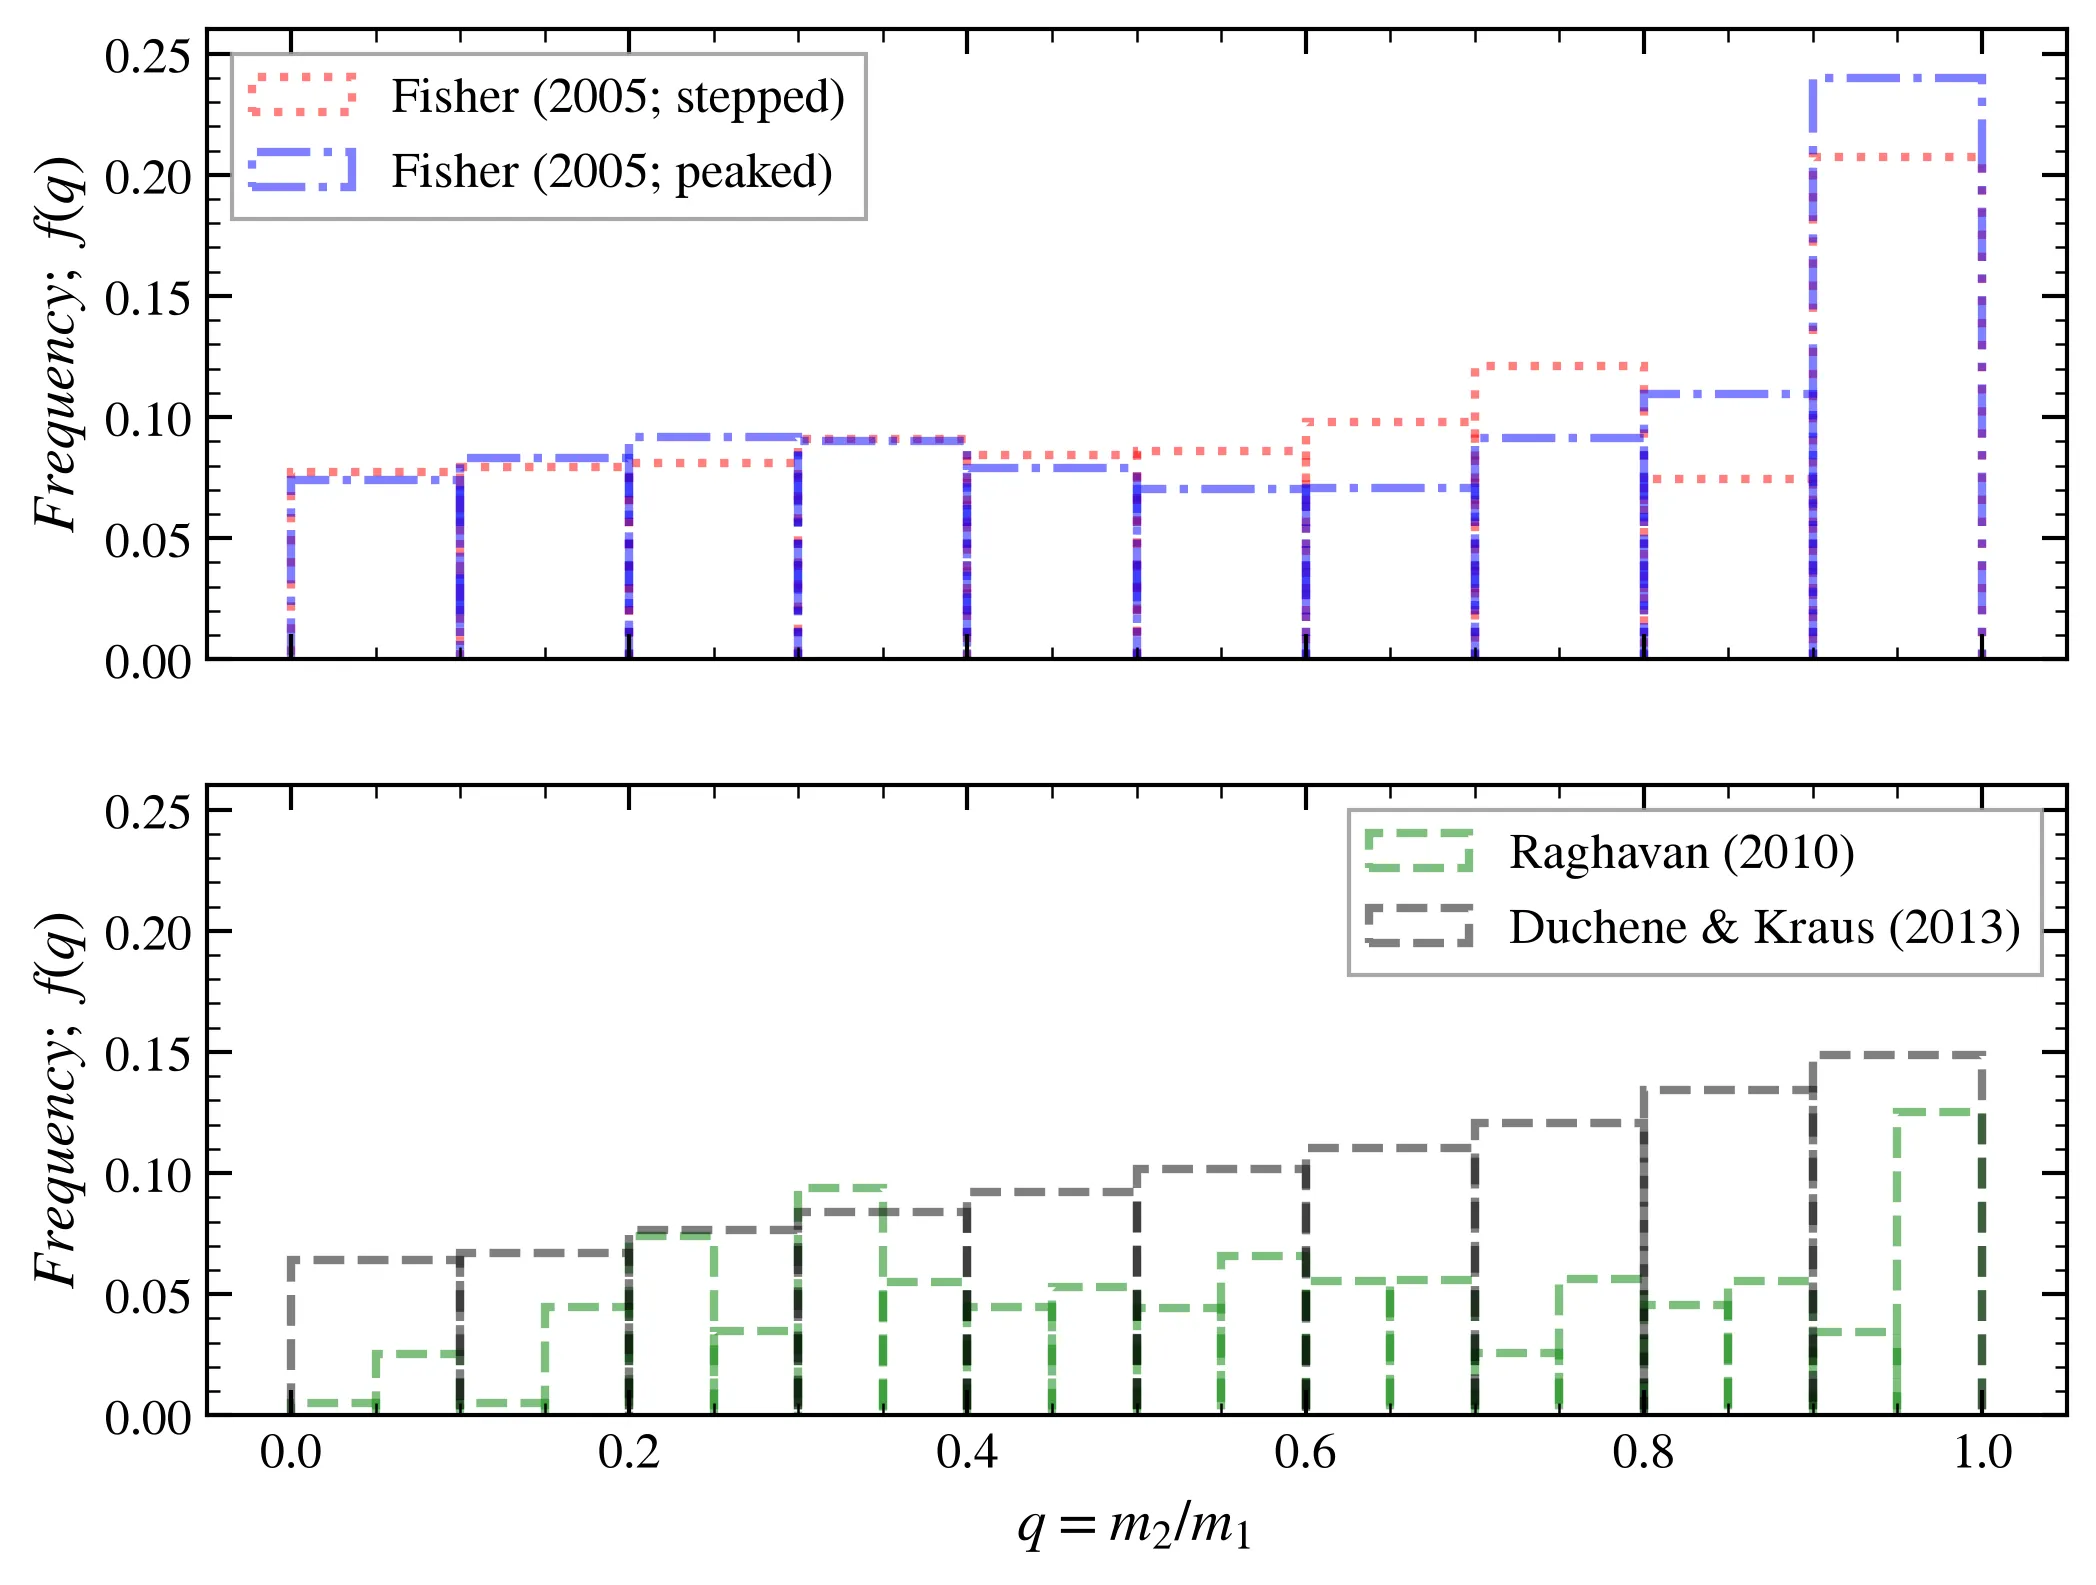 0.25
0.20
0.15
0.10
0.05
0.00
Frequency; f(q)
Fisher (2005; stepped)
Fisher (2005; peaked)
0.25
0.20
0.15
0.10
0.05
0.00
Frequency; f(q)
Raghavan (2010)
Duchene & Kraus (2013)
0.0 0.2 0.4 0.6 0.8 1.0
q = m₂/m₁